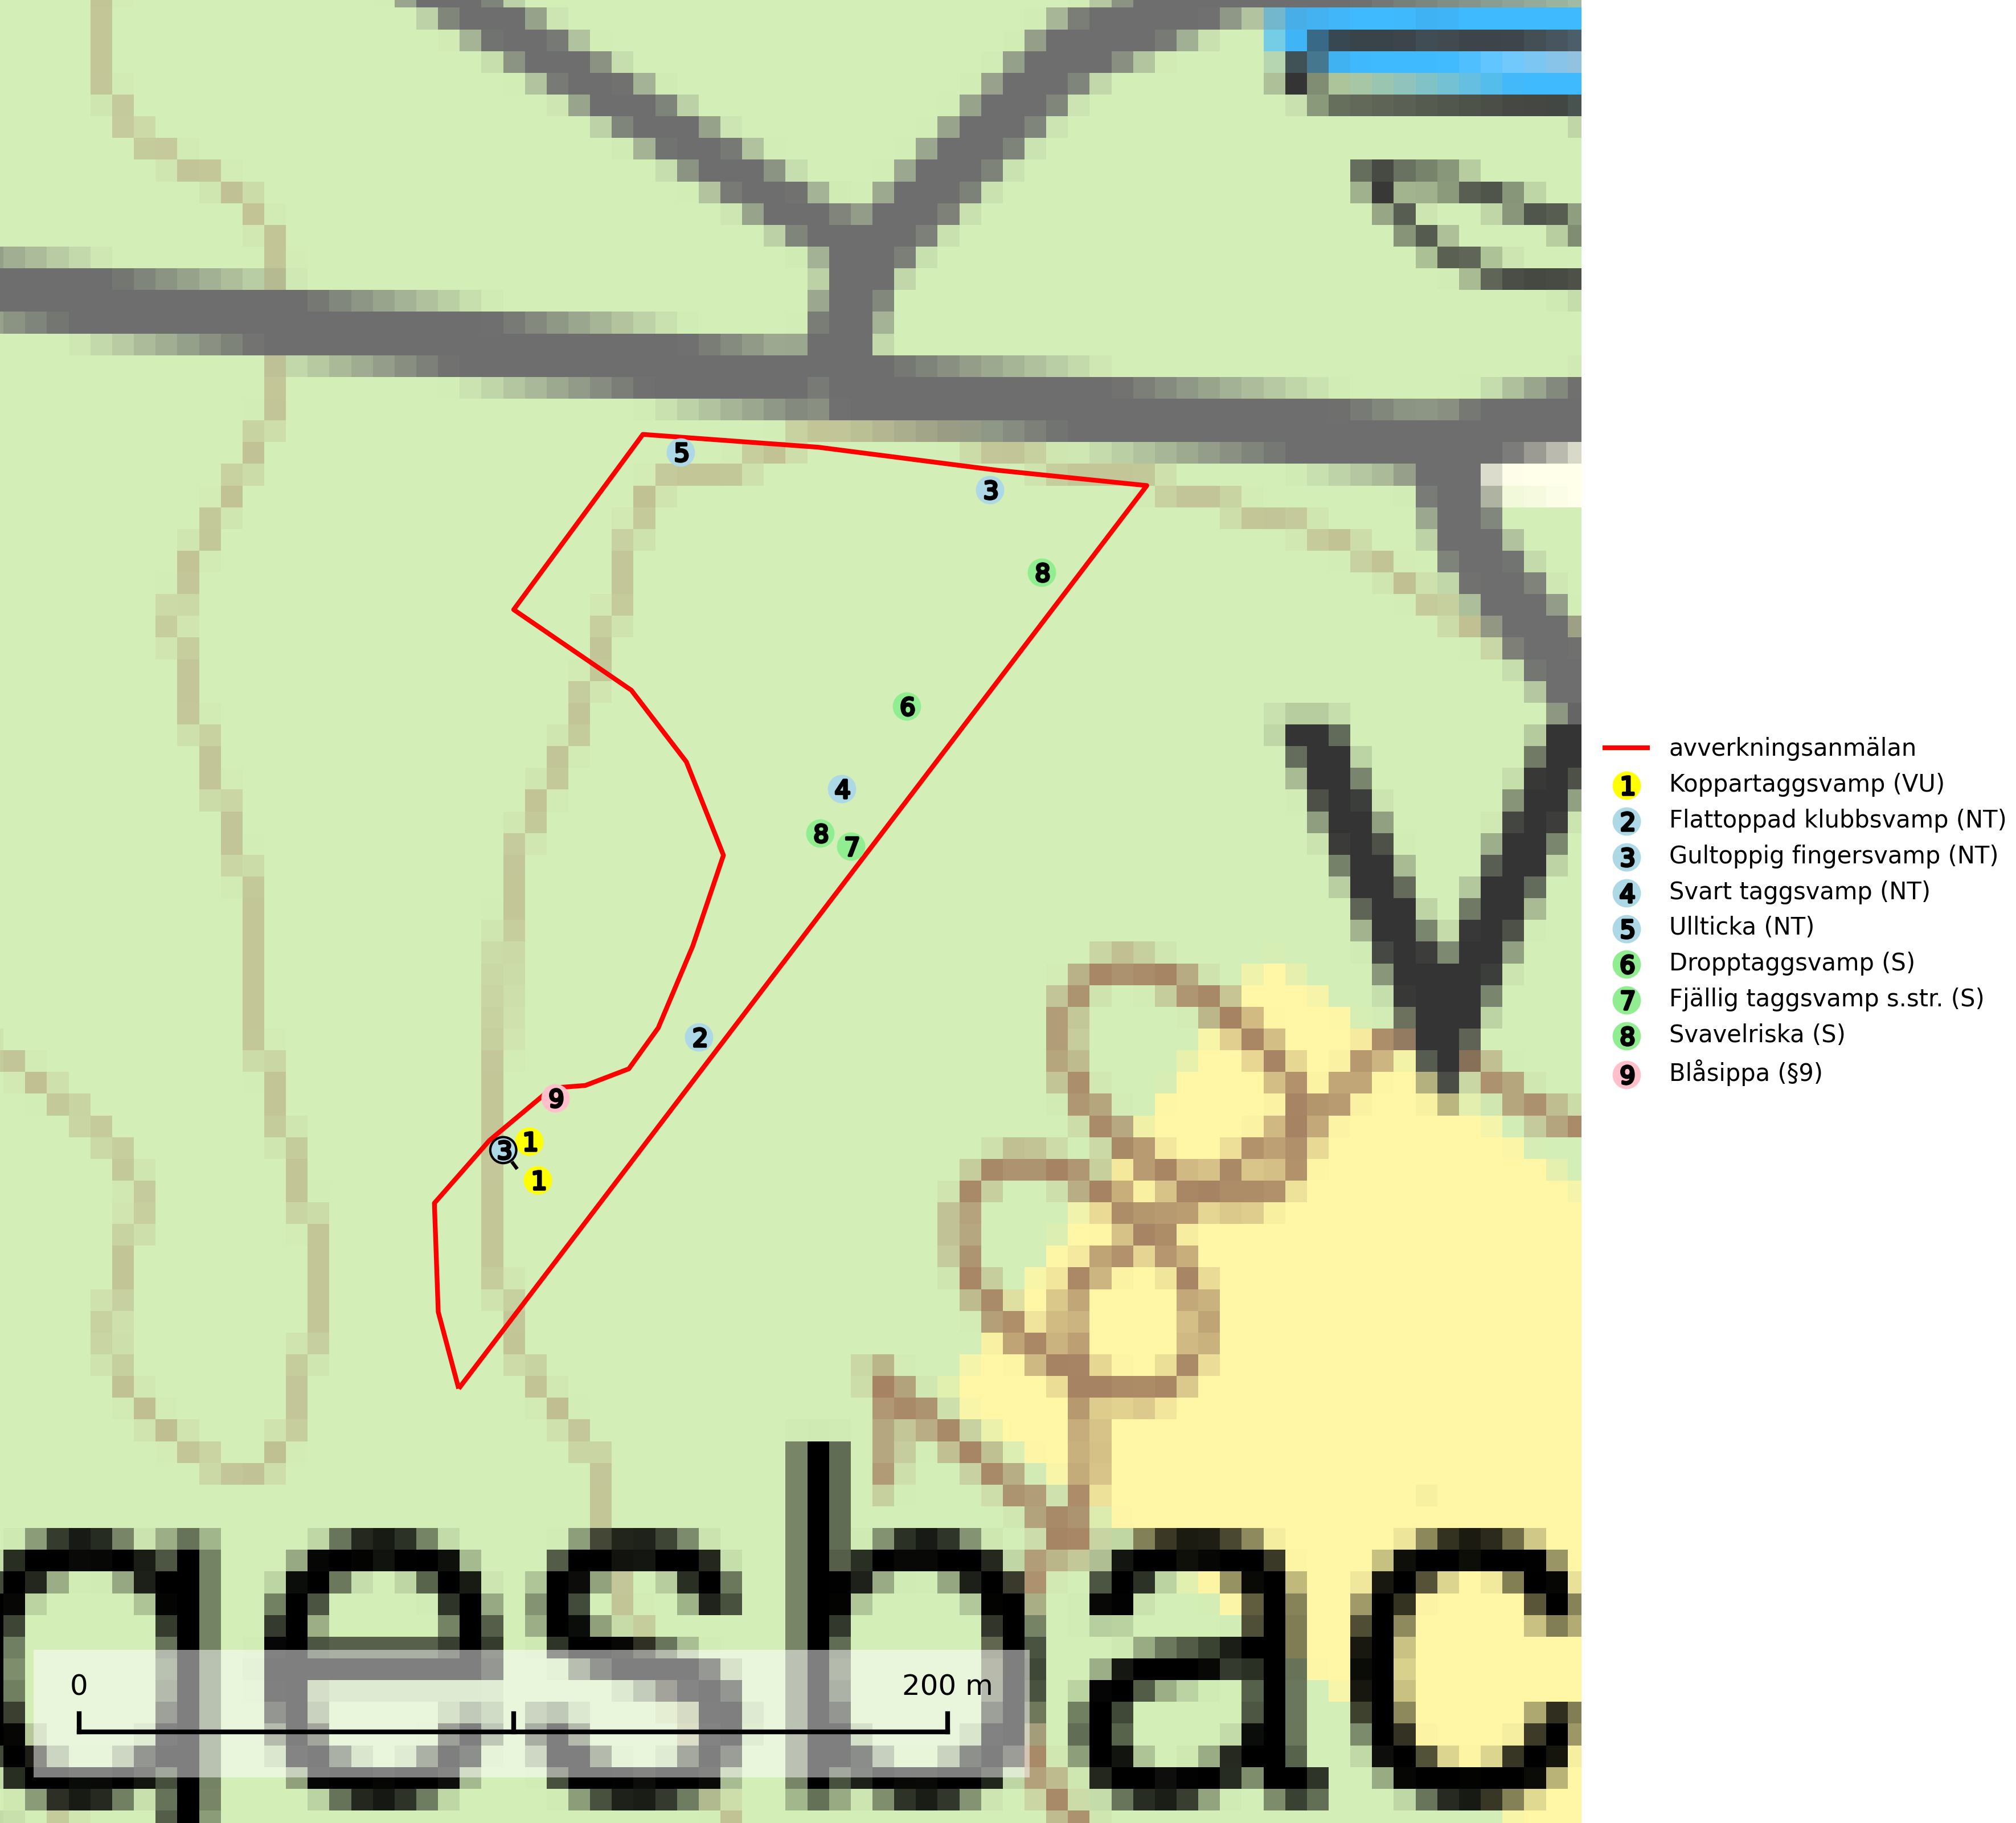 5
3
8
6
4
8
7
2
9
3
1
1
avverkningsanmälan
1 Koppartaggsvamp (VU)
2 Flattoppad klubbsvamp (NT)
3 Gultoppig fingersvamp (NT)
4 Svart taggsvamp (NT)
5 Ullticka (NT)
6 Dropptaggsvamp (S)
7 Fjällig taggsvamp s.str. (S)
8 Svavelriska (S)
9 Blåsippa (§9)
esbac
0 200 m